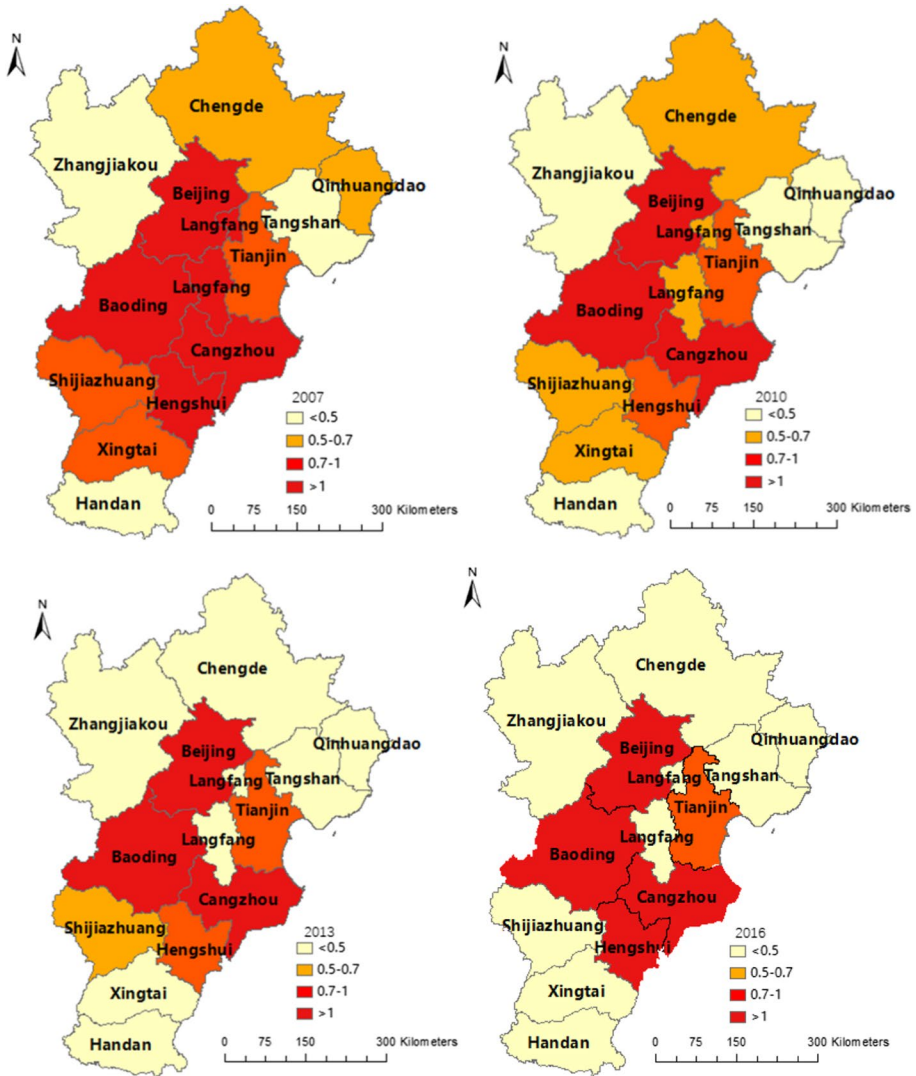 N
Chengde
Zhangjiakou
Qinhuangdao
Beijing
Langfang
Tangshan
Tianjin
Langfang
Baoding
Cangzhou
Shijiazhuang
Hengshui
Xingtai
Handan
2007
<0.5
0.5-0.7
0.7-1
>1
0 75 150 300 Kilometers
N
Chengde
Zhangjiakou
Qinhuangdao
Beijing
Langfang
Tangshan
Tianjin
Langfang
Baoding
Cangzhou
Shijiazhuang
Hengshui
Xingtai
Handan
2010
<0.5
0.5-0.7
0.7-1
>1
0 75 150 300 Kilometers
N
Chengde
Zhangjiakou
Qinhuangdao
Beijing
Langfang
Tangshan
Tianjin
Langfang
Baoding
Cangzhou
Shijiazhuang
Hengshui
Xingtai
Handan
2013
<0.5
0.5-0.7
0.7-1
>1
0 75 150 300 Kilometers
N
Chengde
Zhangjiakou
Qinhuangdao
Beijing
Langfang
Tangshan
Tianjin
Langfang
Baoding
Cangzhou
Shijiazhuang
Hengshui
Xingtai
Handan
2016
<0.5
0.5-0.7
0.7-1
>1
0 75 150 300 Kilometers